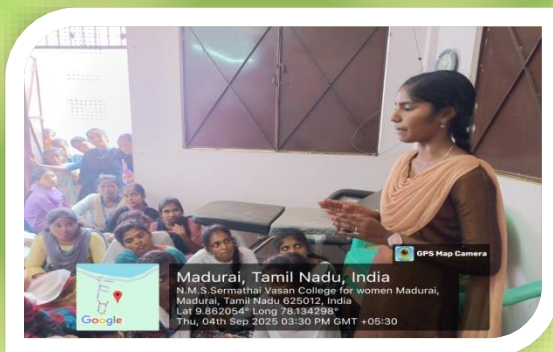 GPS Map Camera
Madurai, Tamil Nadu, India
N.M.S.Sermathai Vasan College for women Madurai,
Madurai, Tamil Nadu 625012, India
Lat 9.862054° Long 78.134298°
Thu, 04th Sep 2025 03:30 PM GMT +05:30
Google